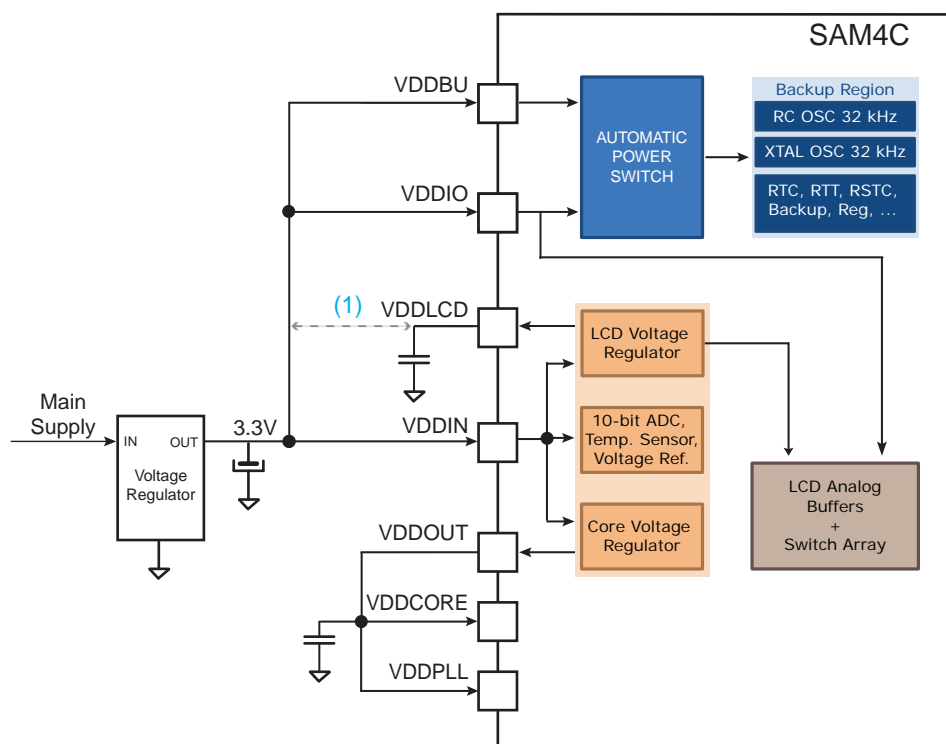 SAM4C
VDDBU
Backup Region
RC OSC 32 kHz
AUTOMATIC
POWER
SWITCH
XTAL OSC 32 kHz
VDDIO
RTC, RTT, RSTC,
Backup, Reg, ...
(1)
VDDLCD
LCD Voltage
Regulator
Main
Supply
3.3V
VDDIN
10-bit ADC,
Temp. Sensor,
Voltage Ref.
IN
OUT
Voltage
Regulator
LCD Analog
Buffers
+
Switch Array
VDDOUT
Core Voltage
Regulator
VDDCORE
VDDPLL